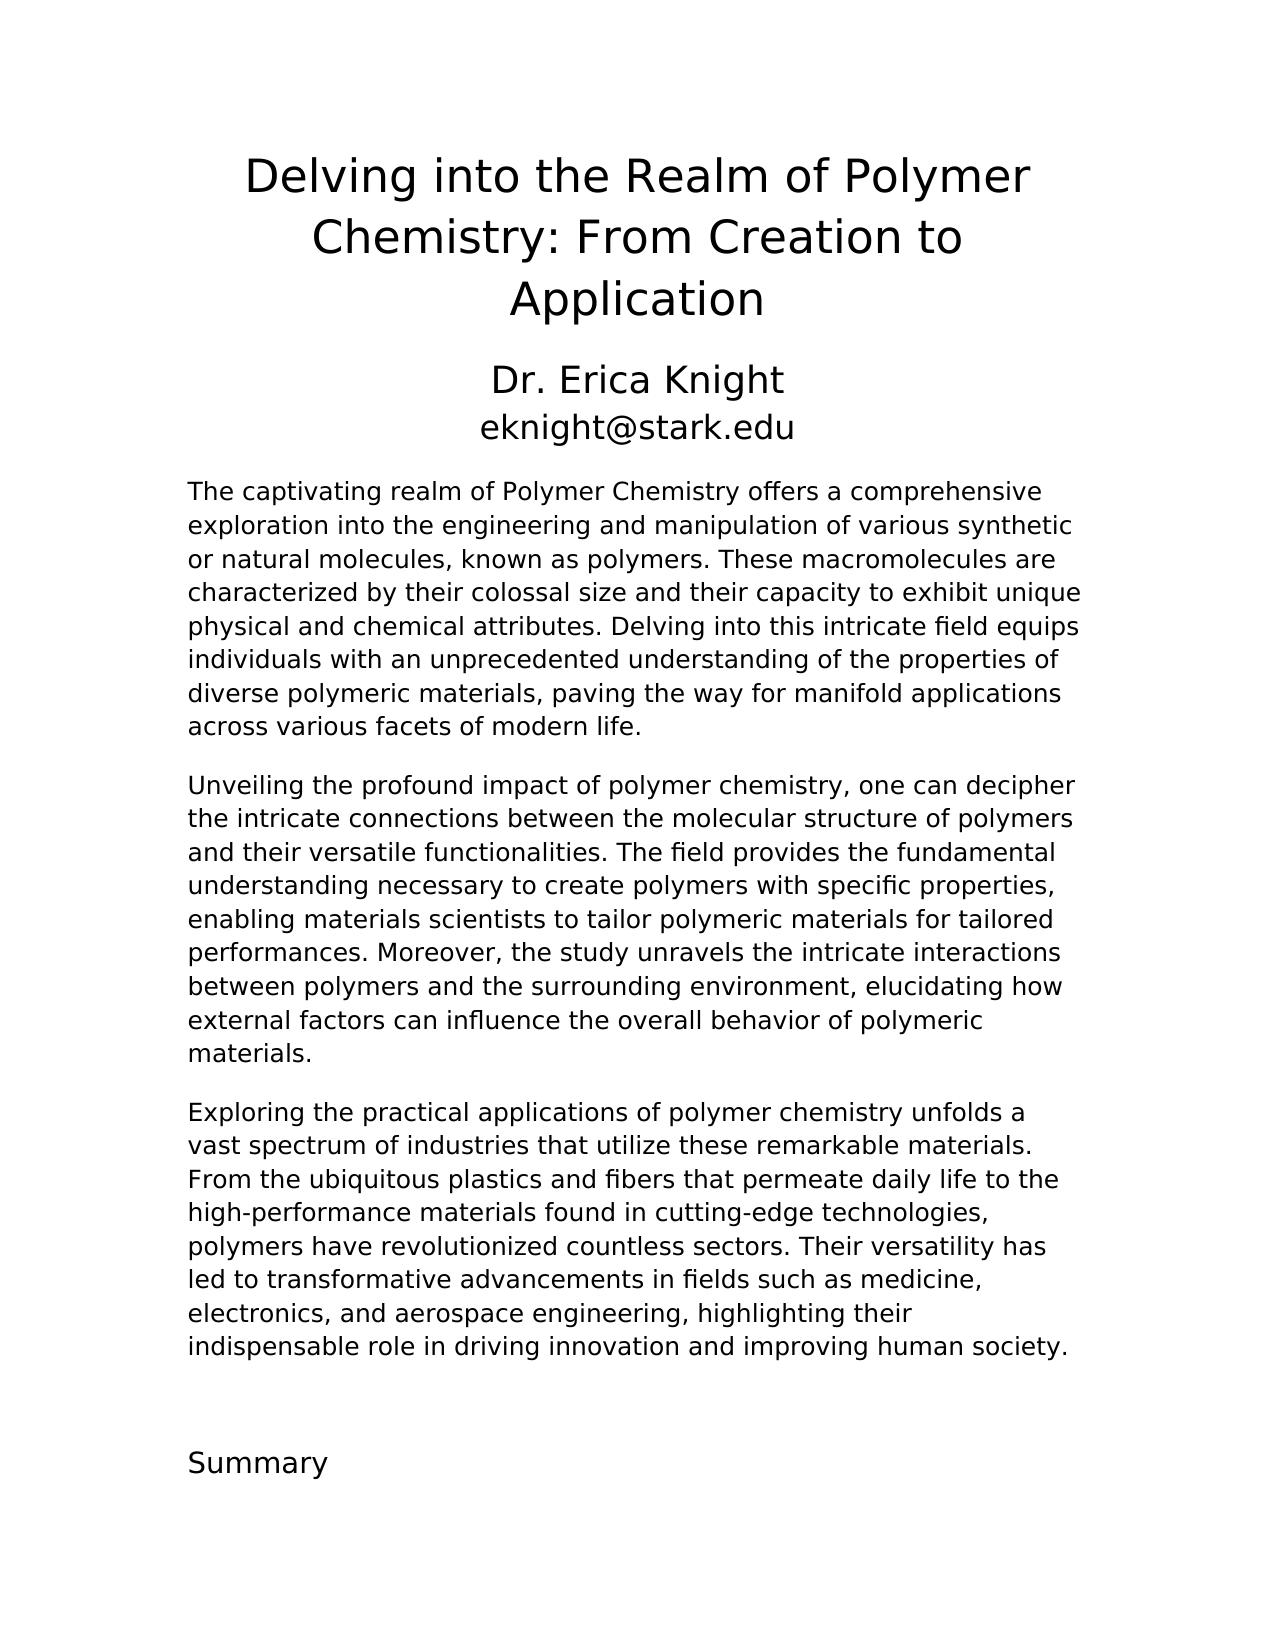 Delving into the Realm of Polymer
Chemistry: From Creation to
Application
Dr. Erica Knight
eknight@stark.edu
The captivating realm of Polymer Chemistry offers a comprehensive
exploration into the engineering and manipulation of various synthetic
or natural molecules, known as polymers. These macromolecules are
characterized by their colossal size and their capacity to exhibit unique
physical and chemical attributes. Delving into this intricate field equips
individuals with an unprecedented understanding of the properties of
diverse polymeric materials, paving the way for manifold applications
across various facets of modern life.
Unveiling the profound impact of polymer chemistry, one can decipher
the intricate connections between the molecular structure of polymers
and their versatile functionalities. The field provides the fundamental
understanding necessary to create polymers with specific properties,
enabling materials scientists to tailor polymeric materials for tailored
performances. Moreover, the study unravels the intricate interactions
between polymers and the surrounding environment, elucidating how
external factors can influence the overall behavior of polymeric
materials.
Exploring the practical applications of polymer chemistry unfolds a
vast spectrum of industries that utilize these remarkable materials.
From the ubiquitous plastics and fibers that permeate daily life to the
high-performance materials found in cutting-edge technologies,
polymers have revolutionized countless sectors. Their versatility has
led to transformative advancements in fields such as medicine,
electronics, and aerospace engineering, highlighting their
indispensable role in driving innovation and improving human society.
Summary